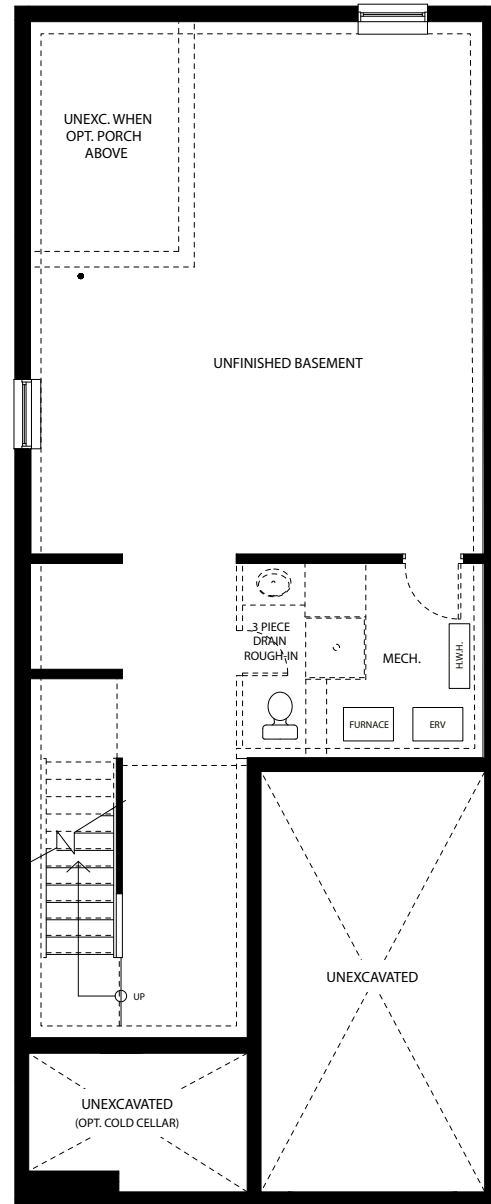 UNEXC. WHEN
OPT. PORCH
ABOVE
UNFINISHED BASEMENT
3 PIECE
DRAIN
ROUGH-IN
MECH.
H.W.H.
FURNACE
ERV
UP
UNEXCAVATED
UNEXCAVATED
(OPT. COLD CELLAR)